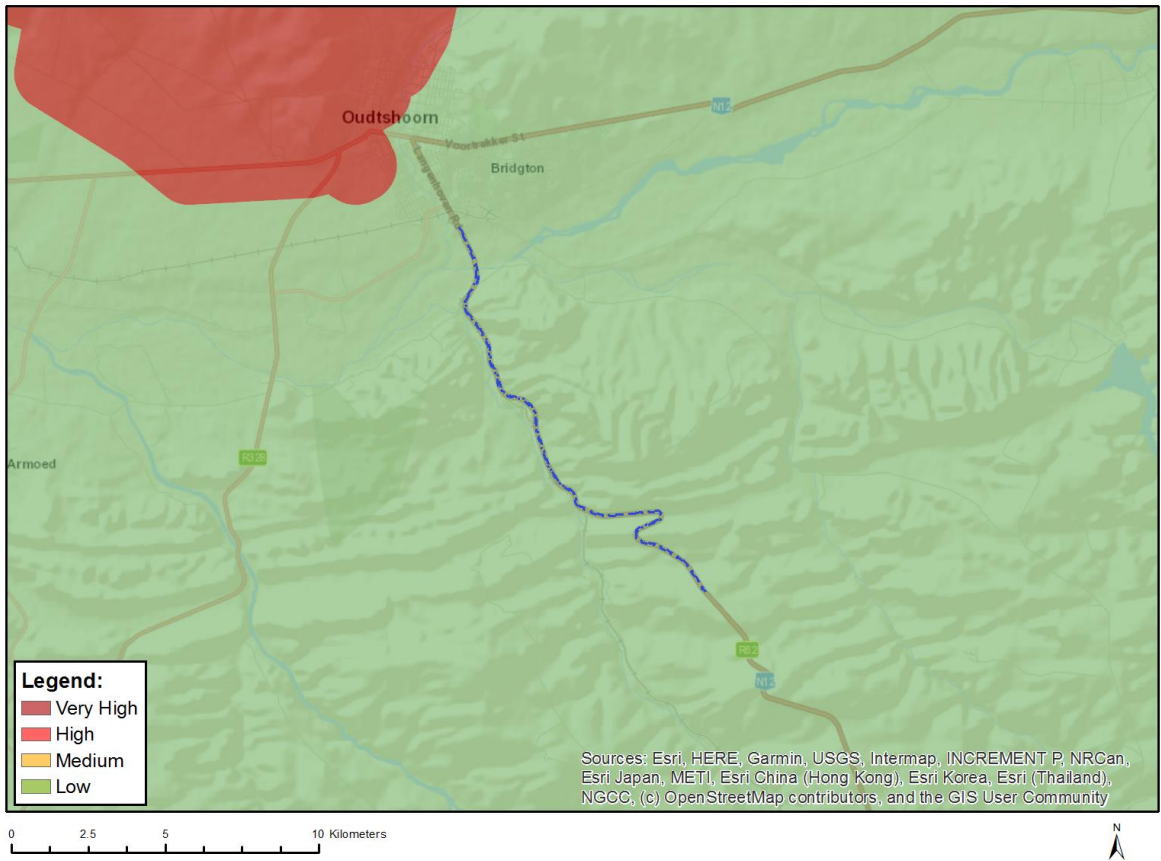 Oudtshoorn
N12
Voortrekker St
Langenhoven Rd
Bridgton
R328
Armoed
R62
N12
Legend:
Very High
High
Medium
Low
Sources: Esri, HERE, Garmin, USGS, Intermap, INCREMENT P, NRCan,
Esri Japan, METI, Esri China (Hong Kong), Esri Korea, Esri (Thailand),
NGCC, (c) OpenStreetMap contributors, and the GIS User Community
0 2.5 5 10 Kilometers
N